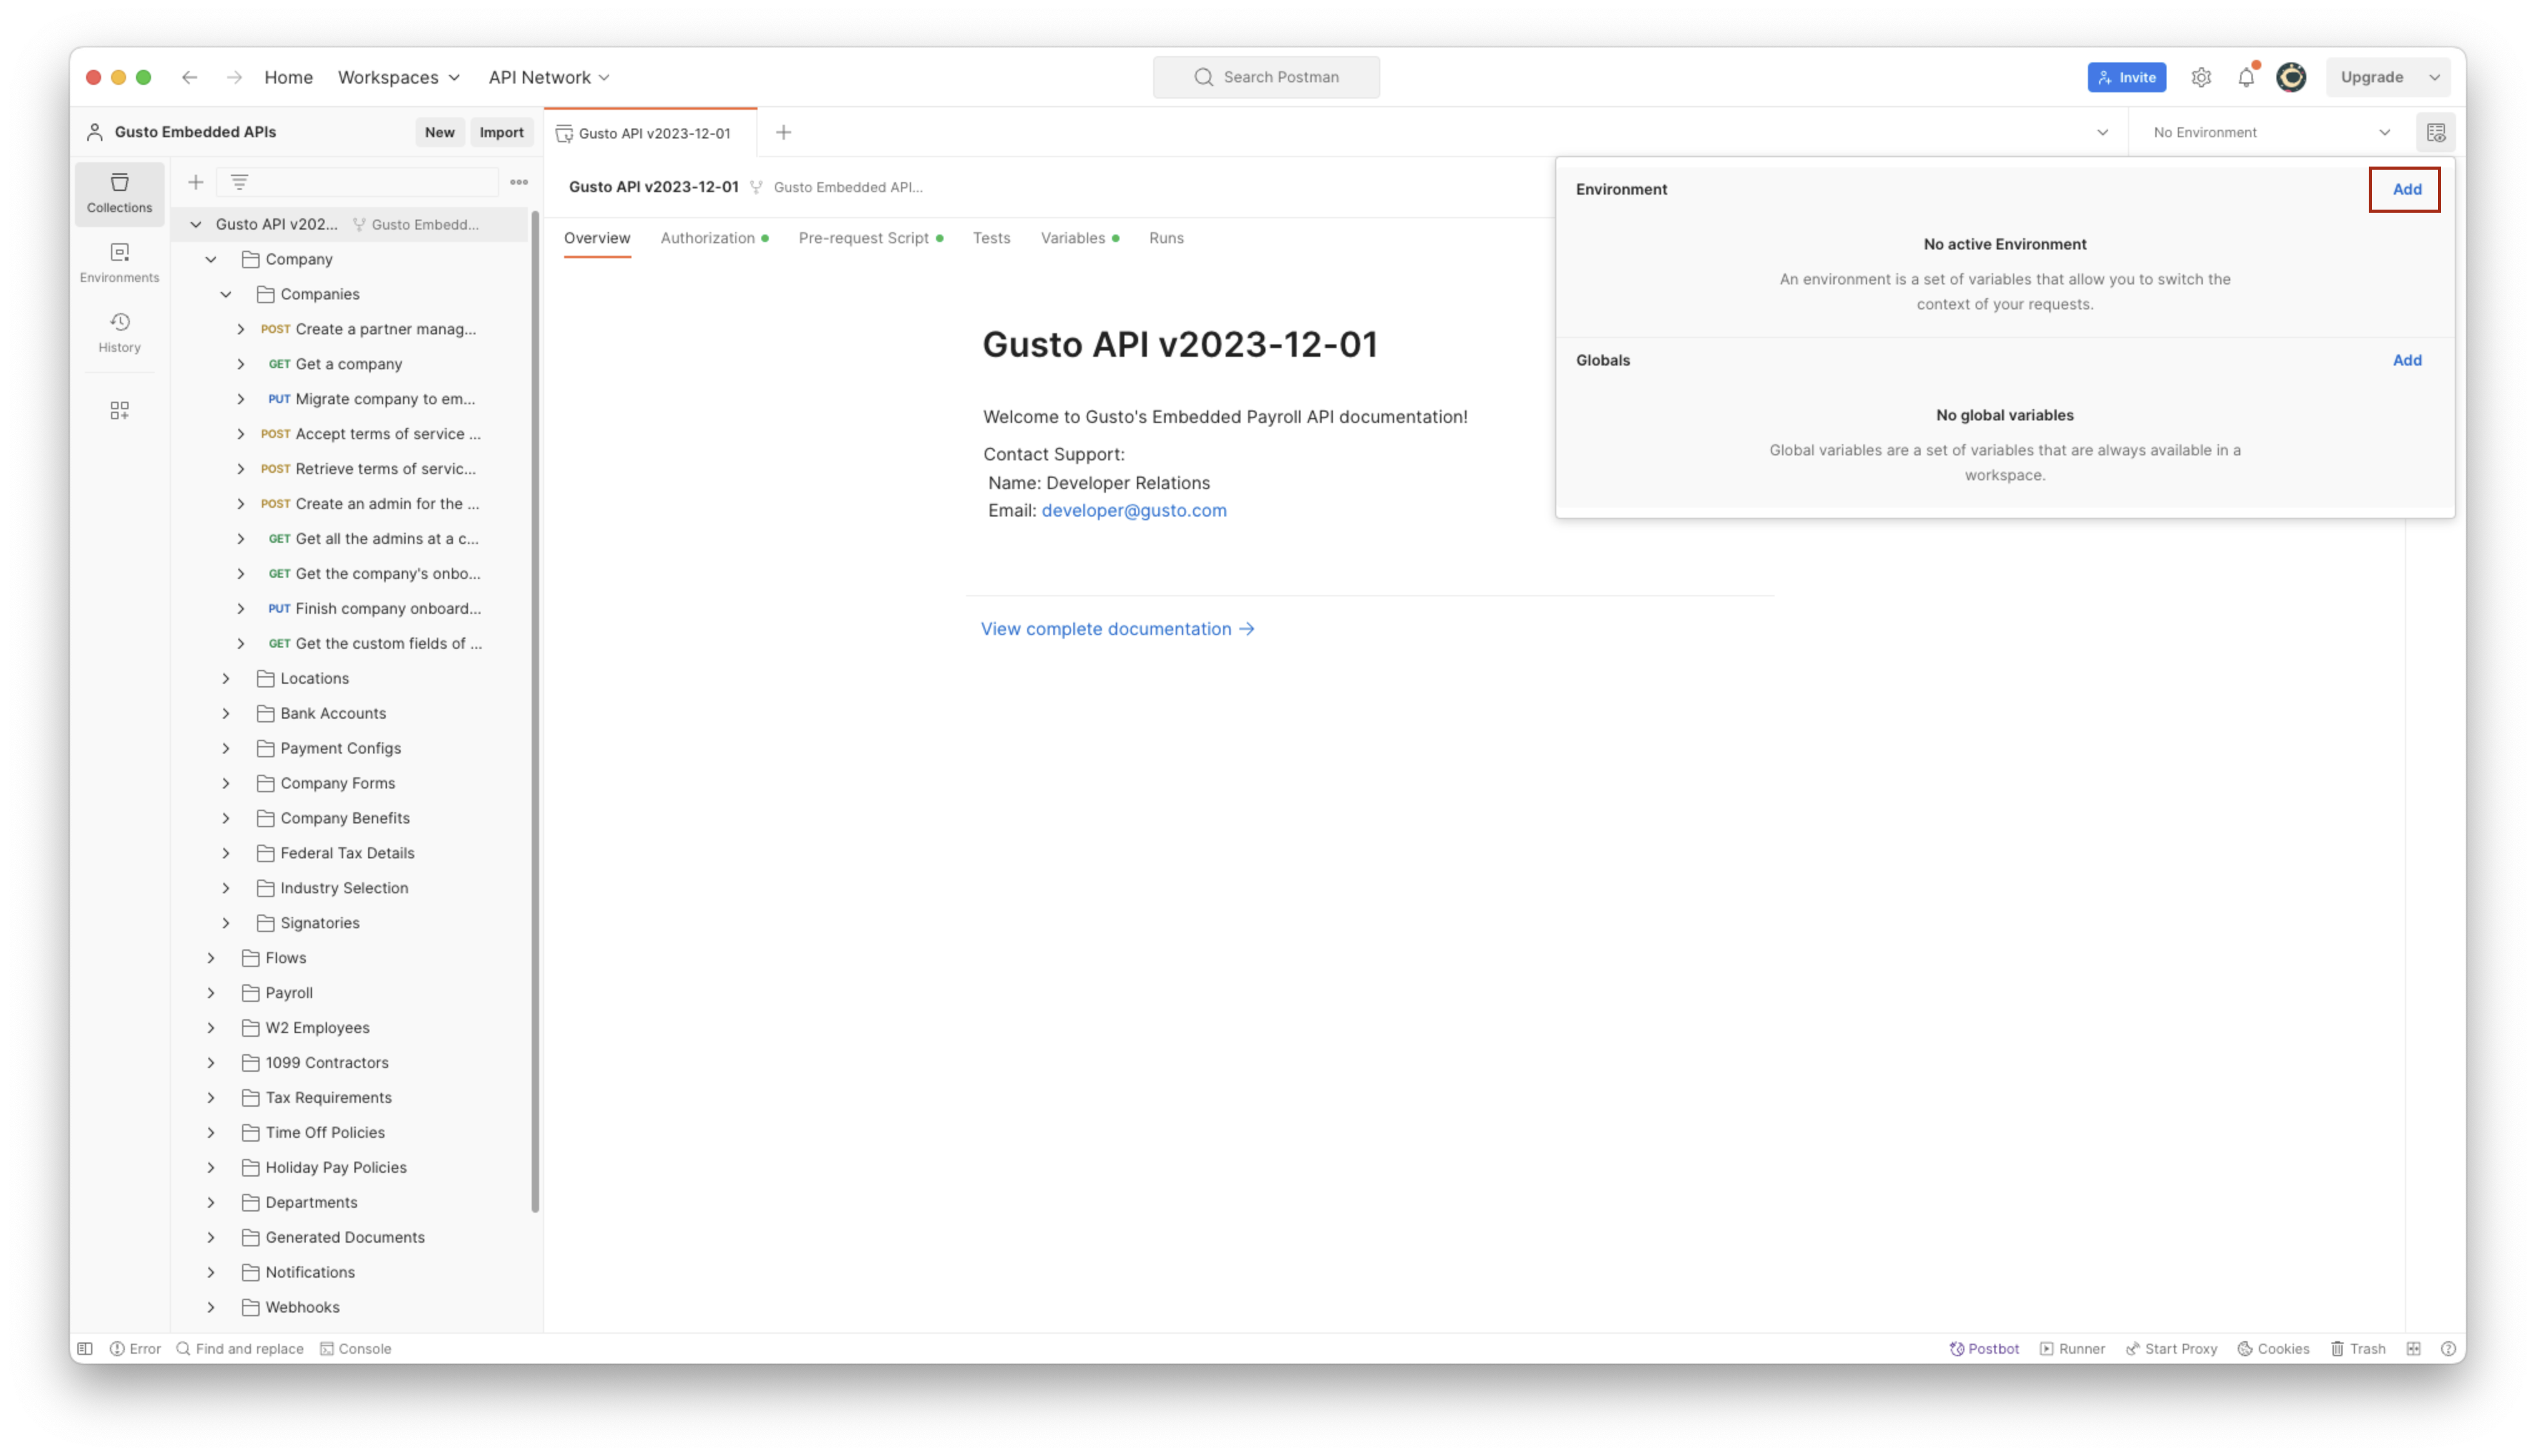 Home
Workspaces
API Network
Search Postman
Invite
Upgrade
Gusto Embedded APIs
New
Import
Gusto API v2023-12-01
No Environment
Collections
Environments
History
Gusto API v202...
Gusto Embedd...
Company
Companies
POST Create a partner manag...
GET Get a company
PUT Migrate company to em...
POST Accept terms of service ...
POST Retrieve terms of servic...
POST Create an admin for the ...
GET Get all the admins at a c...
GET Get the company's onbo...
PUT Finish company onboard...
GET Get the custom fields of ...
Locations
Bank Accounts
Payment Configs
Company Forms
Company Benefits
Federal Tax Details
Industry Selection
Signatories
Flows
Payroll
W2 Employees
1099 Contractors
Tax Requirements
Time Off Policies
Holiday Pay Policies
Departments
Generated Documents
Notifications
Webhooks
Gusto API v2023-12-01
Gusto Embedded API...
Overview
Authorization
Pre-request Script
Tests
Variables
Runs
Gusto API v2023-12-01
Welcome to Gusto's Embedded Payroll API documentation!
Contact Support:
Name: Developer Relations
Email: developer@gusto.com
View complete documentation →
Environment
Add
No active Environment
An environment is a set of variables that allow you to switch the
context of your requests.
Globals
Add
No global variables
Global variables are a set of variables that are always available in a
workspace.
Error
Find and replace
Console
Postbot
Runner
Start Proxy
Cookies
Trash